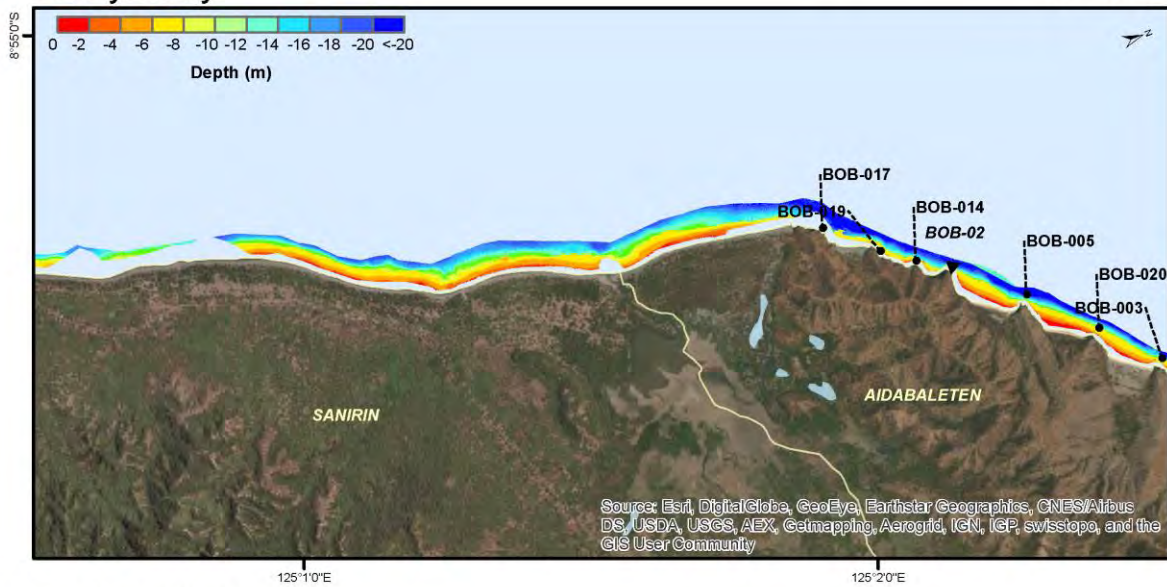 8°55'0"S
0 -2 -4 -6 -8 -10 -12 -14 -16 -18 -20 <-20
Depth (m)
z
BOB-017
BOB-019
BOB-014
BOB-02
BOB-005
BOB-020
BOB-003
SANIRIN
AIDABALETEN
Source: Esri, DigitalGlobe, GeoEye, Earthstar Geographics, CNES/Airbus
DS, USDA, USGS, AEX, Getmapping, Aerogrid, IGN, IGP, swisstopo, and the
GIS User Community
125°1'0"E
125°2'0"E